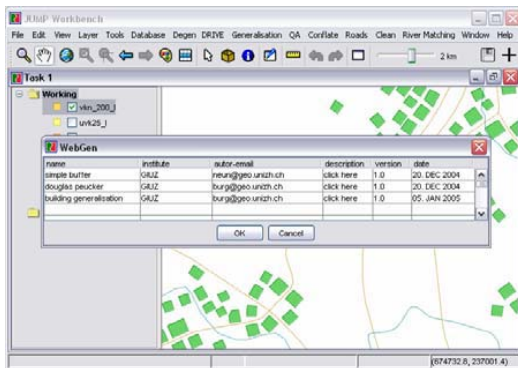 JUMP Workbench
File Edit View Layer Tools Database Degen DRIVE Generalisation QA Conflate Roads Clean River Matching Window Help
2 km
Task 1
Working
vkn_200_l
uvk25_l
WebGen
name institute autor-email description version date
simple buffer GIUZ neun@geo.unizh.ch click here 1.0 20. DEC 2004
douglas peucker GIUZ burg@geo.unizh.ch click here 1.0 20. DEC 2004
building generalisation GIUZ burg@geo.unizh.ch click here 1.0 05. JAN 2005
OK Cancel
(674732.8, 237001.4)